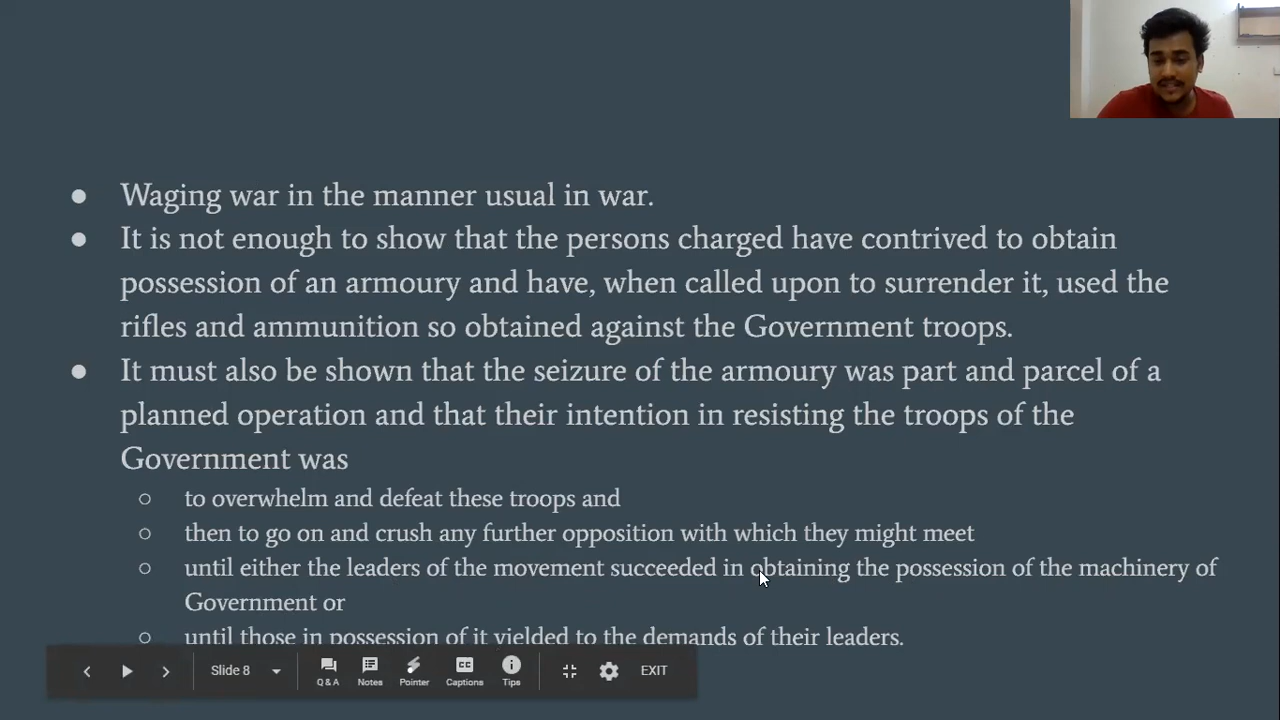 ● Waging war in the manner usual in war.
● It is not enough to show that the persons charged have contrived to obtain
possession of an armoury and have, when called upon to surrender it, used the
rifles and ammunition so obtained against the Government troops.
● It must also be shown that the seizure of the armoury was part and parcel of a
planned operation and that their intention in resisting the troops of the
Government was
○ to overwhelm and defeat these troops and
○ then to go on and crush any further opposition with which they might meet
○ until either the leaders of the movement succeeded in obtaining the possession of the machinery of
Government or
○ until those in possession of it yielded to the demands of their leaders.
Slide 8 Q & A Notes Pointer CC Captions Tips EXIT